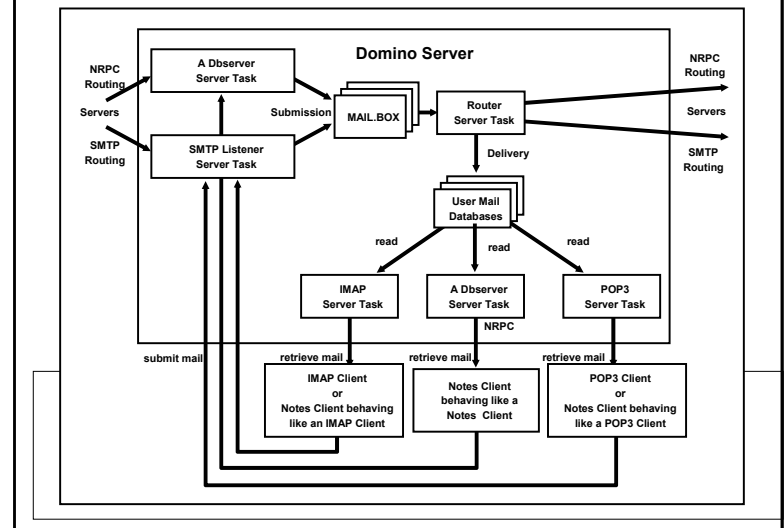 Domino Server
NRPC
Routing
Servers
SMTP
Routing
A Dbserver
Server Task
SMTP Listener
Server Task
Submission
MAIL.BOX
Router
Server Task
NRPC
Routing
Servers
SMTP
Routing
Delivery
User Mail
Databases
read
read
read
IMAP
Server Task
A Dbserver
Server Task
POP3
Server Task
NRPC
submit mail
retrieve mail
retrieve mail
retrieve mail
IMAP Client
or
Notes Client behaving
like an IMAP Client
Notes Client
behaving like a
Notes Client
POP3 Client
or
Notes Client behaving
like a POP3 Client